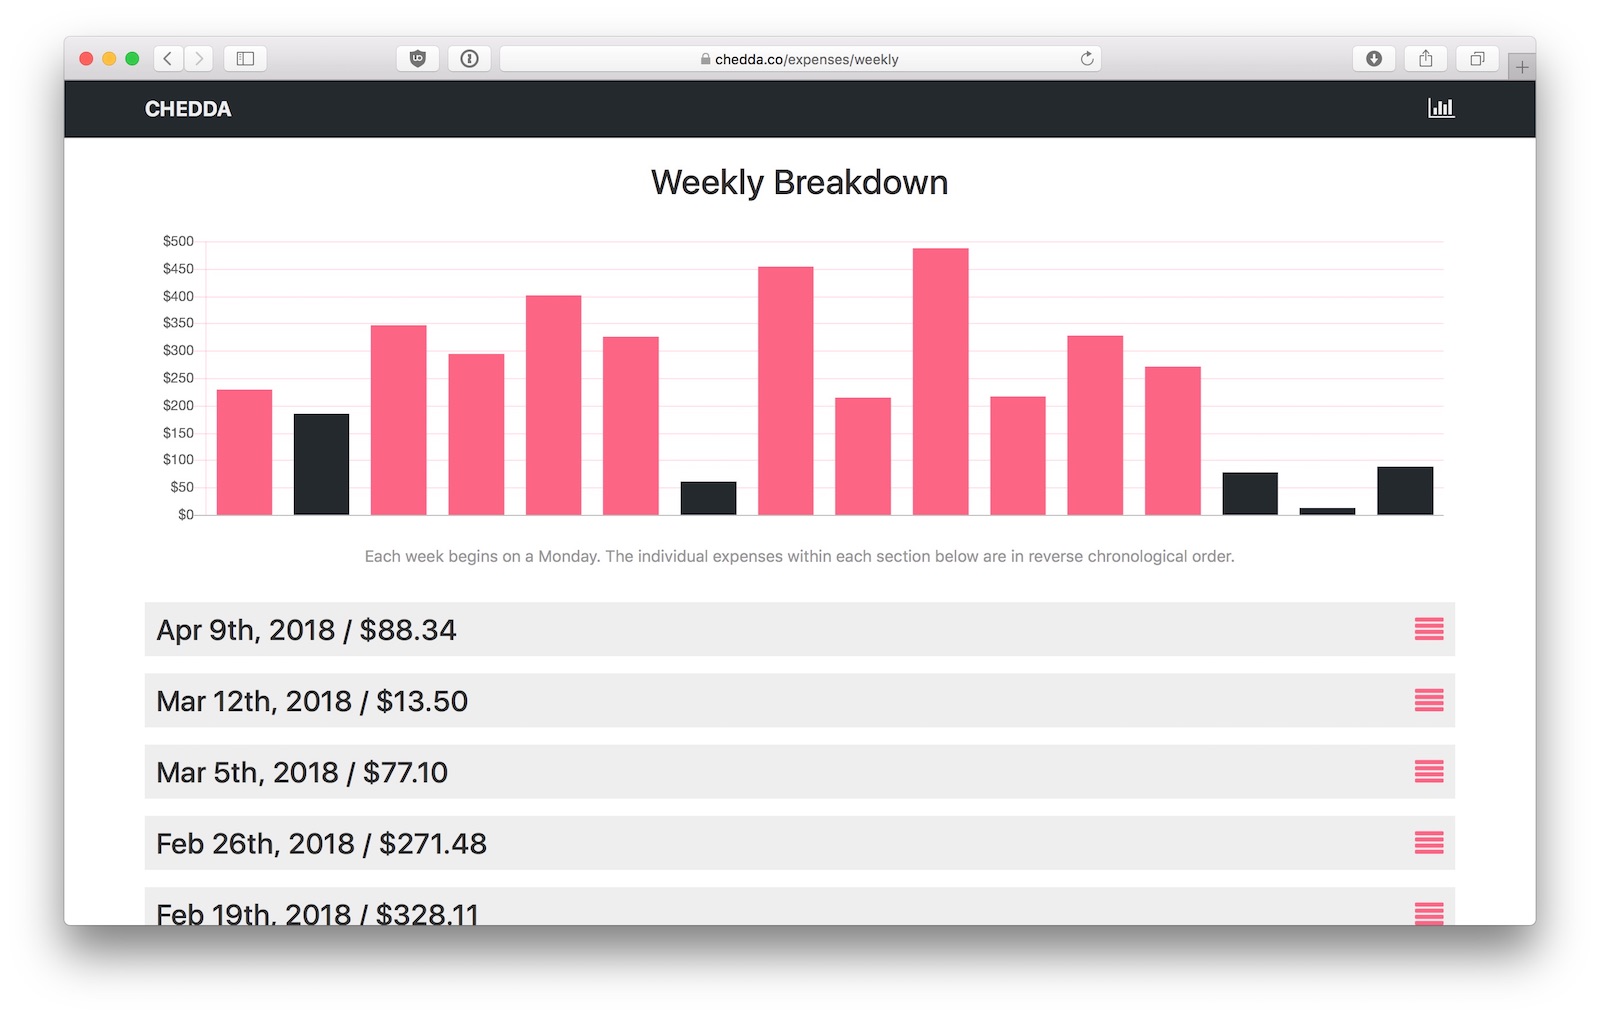 chedda.co/expenses/weekly
CHEDDA
Weekly Breakdown
$500
$450
$400
$350
$300
$250
$200
$150
$100
$50
$0
Each week begins on a Monday. The individual expenses within each section below are in reverse chronological order.
Apr 9th, 2018 / $88.34
Mar 12th, 2018 / $13.50
Mar 5th, 2018 / $77.10
Feb 26th, 2018 / $271.48
Feb 19th, 2018 / $328.11